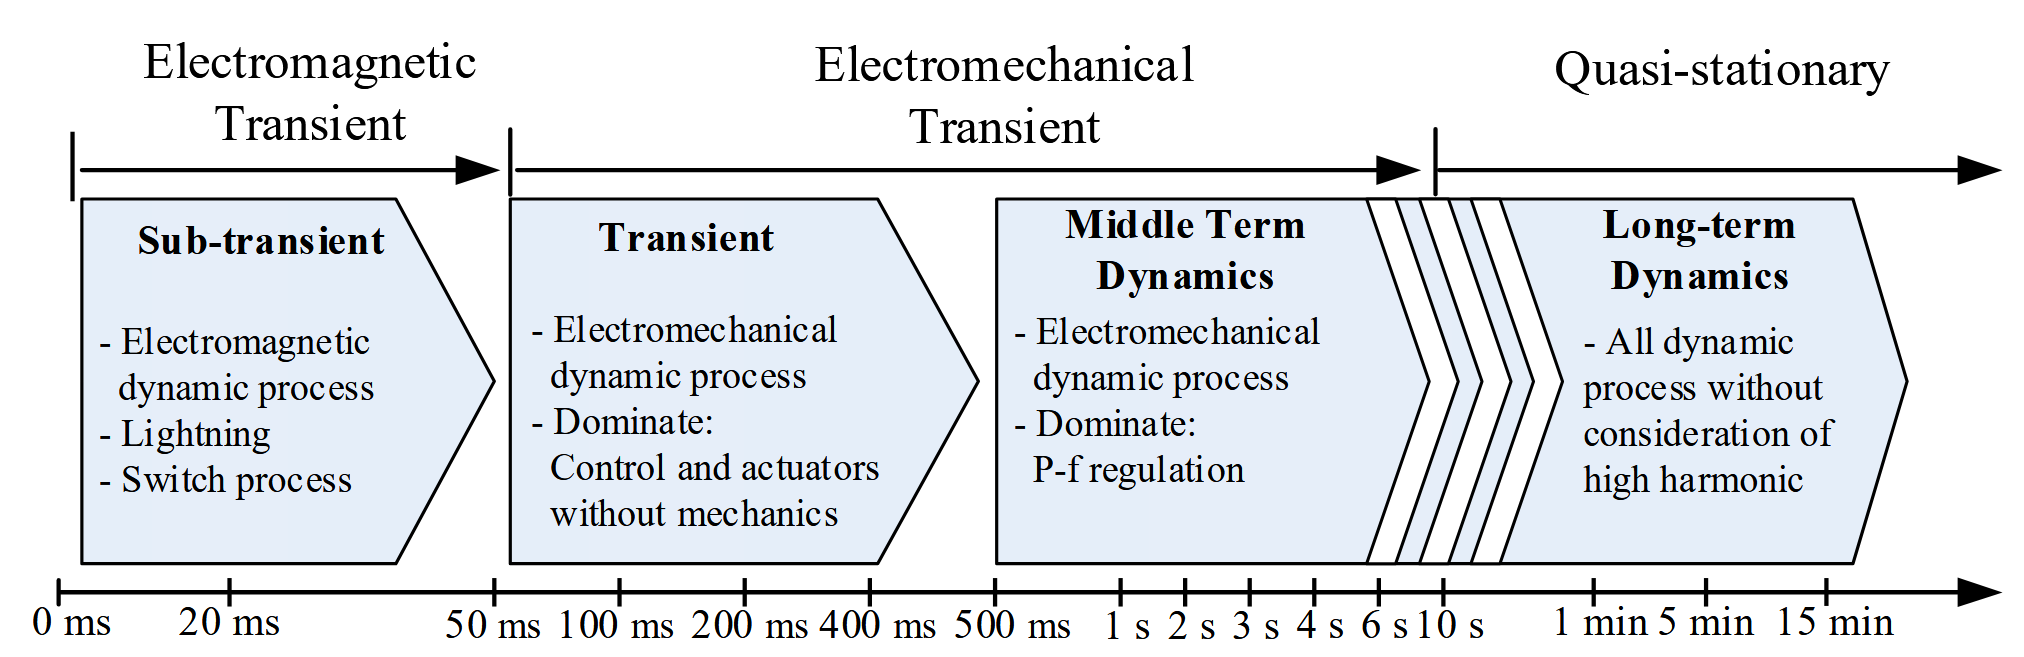 Electromagnetic
Transient
Electromechanical
Transient
Quasi-stationary
Sub-transient
- Electromagnetic
dynamic process
- Lightning
- Switch process
Transient
- Electromechanical
dynamic process
- Dominate:
Control and actuators
without mechanics
Middle Term
Dynamics
- Electromechanical
dynamic process
- Dominate:
P-f regulation
Long-term
Dynamics
- All dynamic
process without
consideration of
high harmonic
0 ms 20 ms 50 ms 100 ms 200 ms 400 ms 500 ms 1 s 2 s 3 s 4 s 6 s 10 s 1 min 5 min 15 min